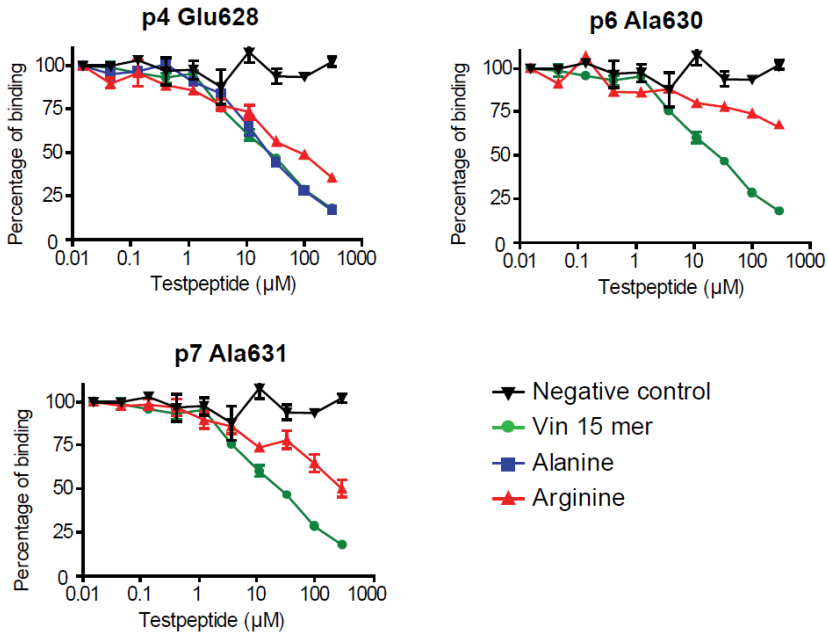 p4 Glu628
Percentage of binding
100
75
50
25
0
0.01 0.1 1 10 100 1000
Testpeptide (µM)
p6 Ala630
Percentage of binding
100
75
50
25
0
0.01 0.1 1 10 100 1000
Testpeptide (µM)
p7 Ala631
Percentage of binding
100
75
50
25
0
0.01 0.1 1 10 100 1000
Testpeptide (µM)
Negative control
Vin 15 mer
Alanine
Arginine